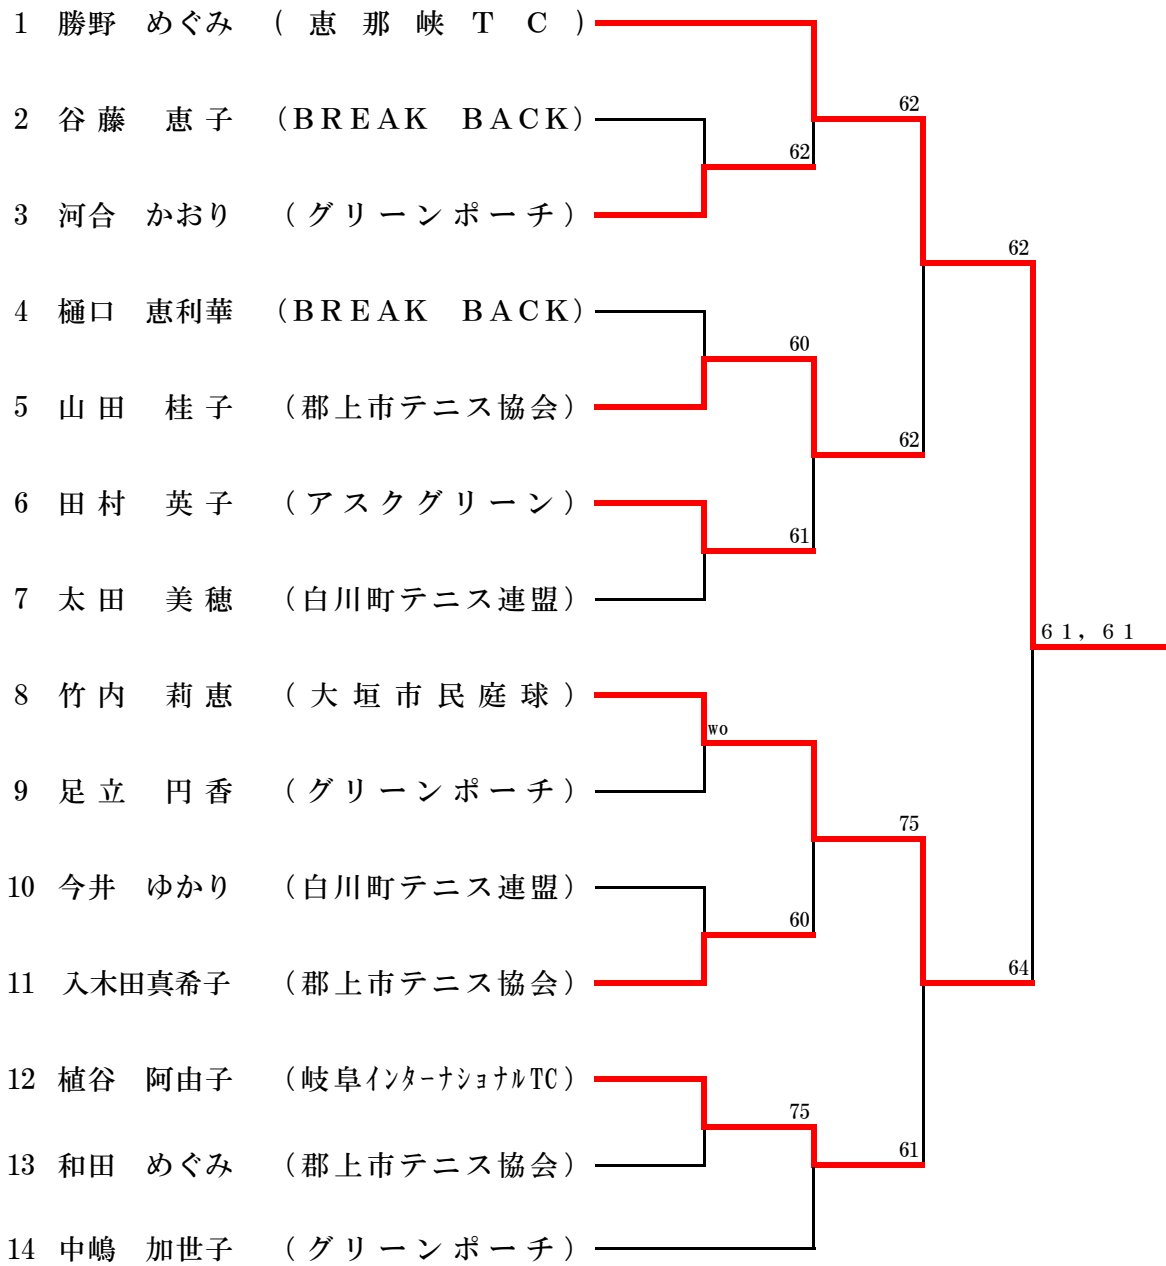 1 勝野 めぐみ ( 恵 那 峡 T C )
62
2 谷 藤 恵 子 (BREAK BACK)
62
3 河合 かおり (グリーンポーチ)
62
4 樋口 恵利華 (BREAK BACK)
60
5 山 田 桂 子 (郡上市テニス協会)
62
6 田 村 英 子 (アスクグリーン)
61
7 太 田 美 穂 (白川町テニス連盟)
61, 61
8 竹 内 莉 恵 (大垣市民庭球)
wo
9 足 立 円 香 (グリーンポーチ)
75
10 今井 ゆかり (白川町テニス連盟)
60
11 入木田真希子 (郡上市テニス協会)
64
12 植谷 阿由子 (岐阜インターナショナルTC)
75
13 和田 めぐみ (郡上市テニス協会)
61
14 中嶋 加世子 (グリーンポーチ)